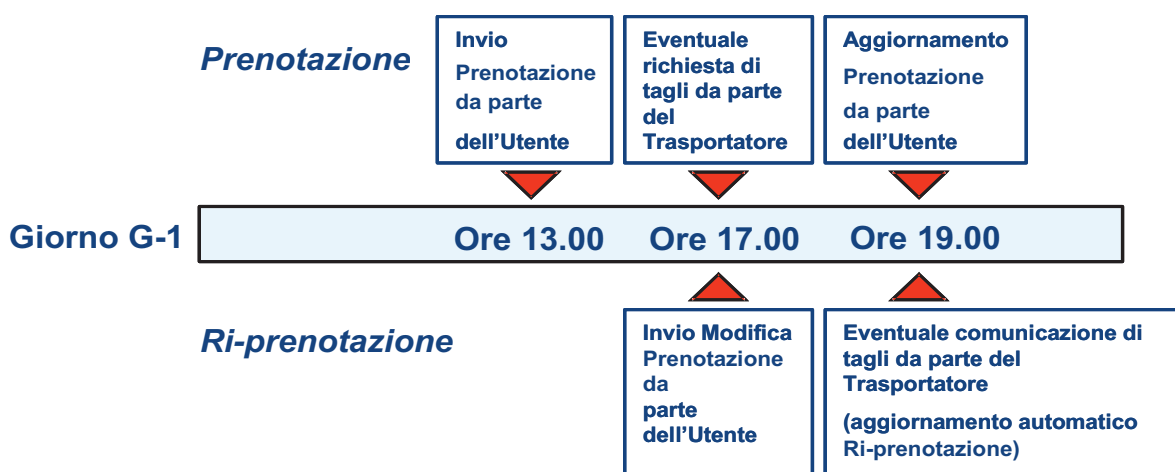 Prenotazione
Invio
Prenotazione
da parte
dell’Utente
Eventuale
richiesta di
tagli da parte
del
Trasportatore
Aggiornamento
Prenotazione
da parte
dell’Utente
Giorno G-1
Ore 13.00
Ore 17.00
Ore 19.00
Ri-prenotazione
Invio Modifica
Prenotazione
da
parte
dell’Utente
Eventuale comunicazione di
tagli da parte del
Trasportatore
(aggiornamento automatico
Ri-prenotazione)